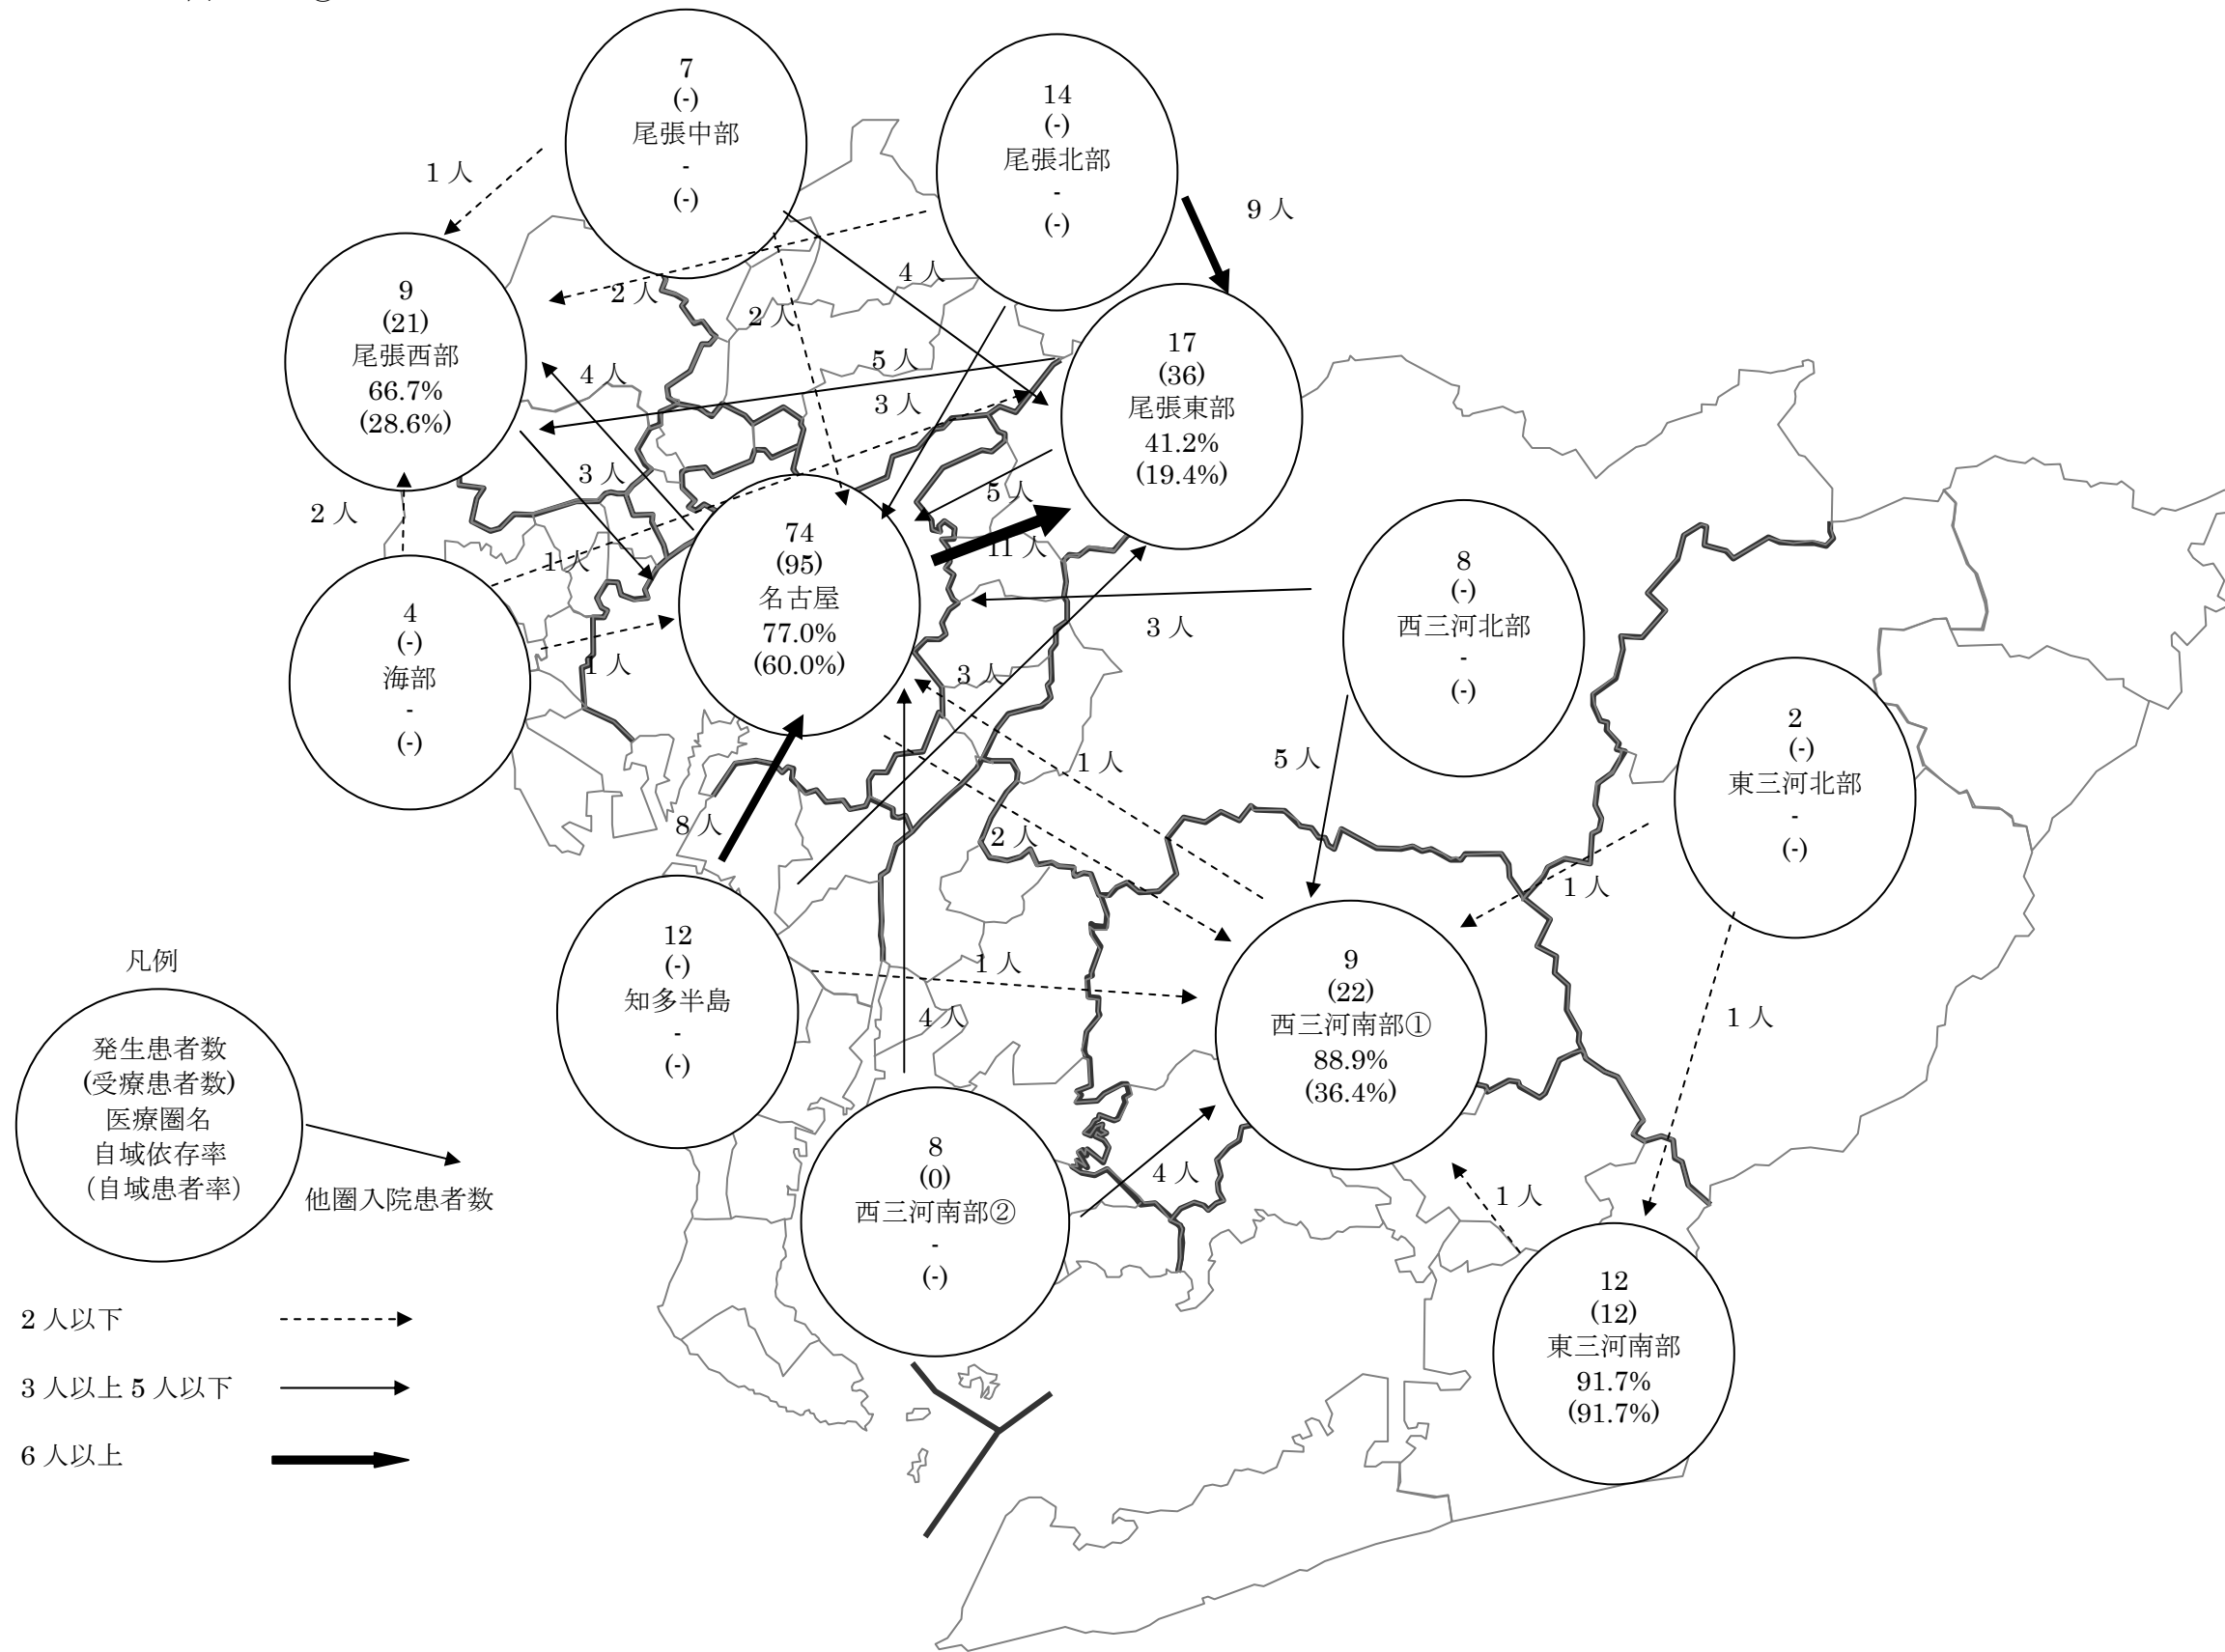 7
(-)
尾張中部
-
(-)
14
(-)
尾張北部
-
(-)
1 人
9 人
9
(21)
尾張西部
66.7%
(28.6%)
2 人
4 人
2 人
17
(36)
尾張東部
41.2%
(19.4%)
4 人
5 人
3 人
3 人
5 人
2 人
11 人
1 人
74
(95)
名古屋
77.0%
(60.0%)
8
(-)
西三河北部
-
(-)
4
(-)
海部
-
(-)
1 人
3 人
3 人
2
(-)
東三河北部
-
(-)
5 人
1 人
8 人
2 人
1 人
12
(-)
知多半島
-
(-)
1 人
4 人
9
(22)
西三河南部①
88.9%
(36.4%)
1 人
凡例
発生患者数
(受療患者数)
医療圏名
自域依存率
(自域患者率)
他圏入院患者数
8
(0)
西三河南部②
-
(-)
4 人
1 人
12
(12)
東三河南部
91.7%
(91.7%)
2 人以下
3 人以上 5 人以下
6 人以上